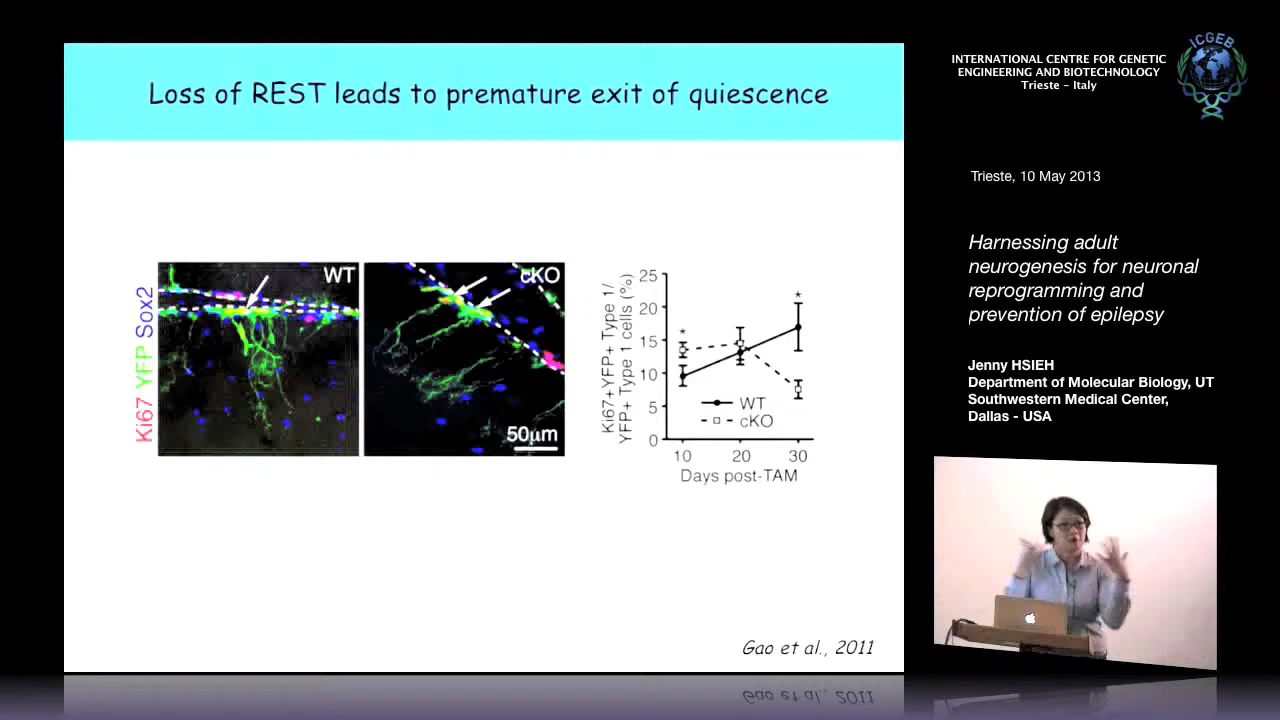 Loss of REST leads to premature exit of quiescence
Ki67 YFP Sox2
WT
cKO
50µm
Ki67+YFP+ Type 1/
YFP+ Type 1 cells (%)
25
20
15
10
5
0
*
*
WT
cKO
10 20 30
Days post-TAM
Gao et al., 2011
INTERNATIONAL CENTRE FOR GENETIC
ENGINEERING AND BIOTECHNOLOGY
Trieste - Italy
ICGEB
Trieste, 10 May 2013
Harnessing adult
neurogenesis for neuronal
reprogramming and
prevention of epilepsy
Jenny HSIEH
Department of Molecular Biology, UT
Southwestern Medical Center,
Dallas - USA
Gao et al., 2011